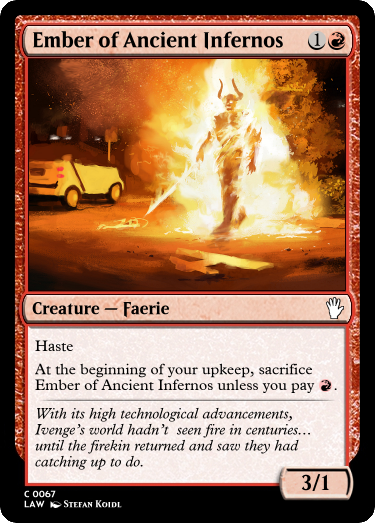 Ember of Ancient Infernos 1
Creature — Faerie
Haste
At the beginning of your upkeep, sacrifice
Ember of Ancient Infernos unless you pay .
With its high technological advancements,
Ivenge's world hadn't  seen fire in centuries...
until the firekin returned and saw they had
catching up to do.
3/1
C 0067
LAW Stefan Koidl